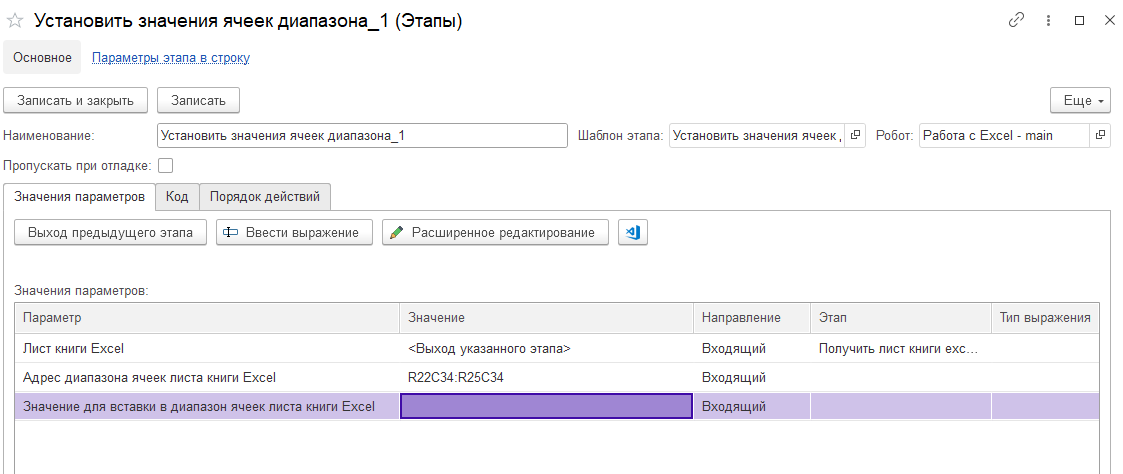 Установить значения ячеек диапазона_1 (Этапы)
Основное Параметры этапа в строку
Записать и закрыть Записать Еще
Наименование: Установить значения ячеек диапазона_1 Шаблон этапа: Установить значения ячеек Робот: Работа с Excel - main
Пропускать при отладке:
Значения параметров Код Порядок действий
Выход предыдущего этапа Ввести выражение Расширенное редактирование
Значения параметров:
Параметр Значение Направление Этап Тип выражения
Лист книги Excel <Выход указанного этапа> Входящий Получить лист книги exc...
Адрес диапазона ячеек листа книги Excel R22C34:R25C34 Входящий
Значение для вставки в диапазон ячеек листа книги Excel Входящий